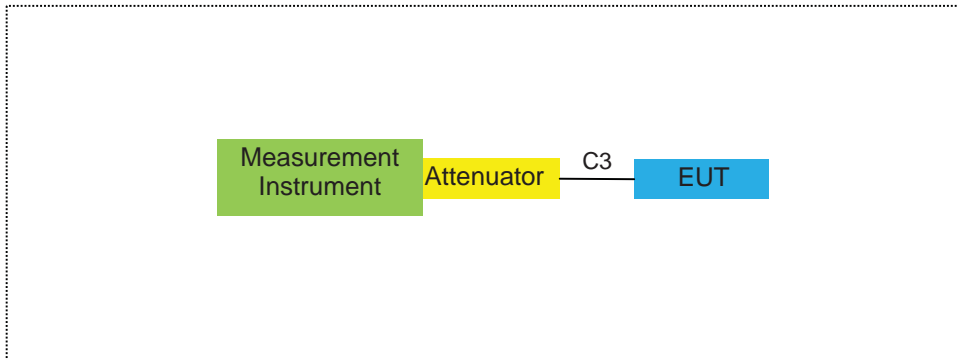 Measurement
Instrument
Attenuator
C3
EUT